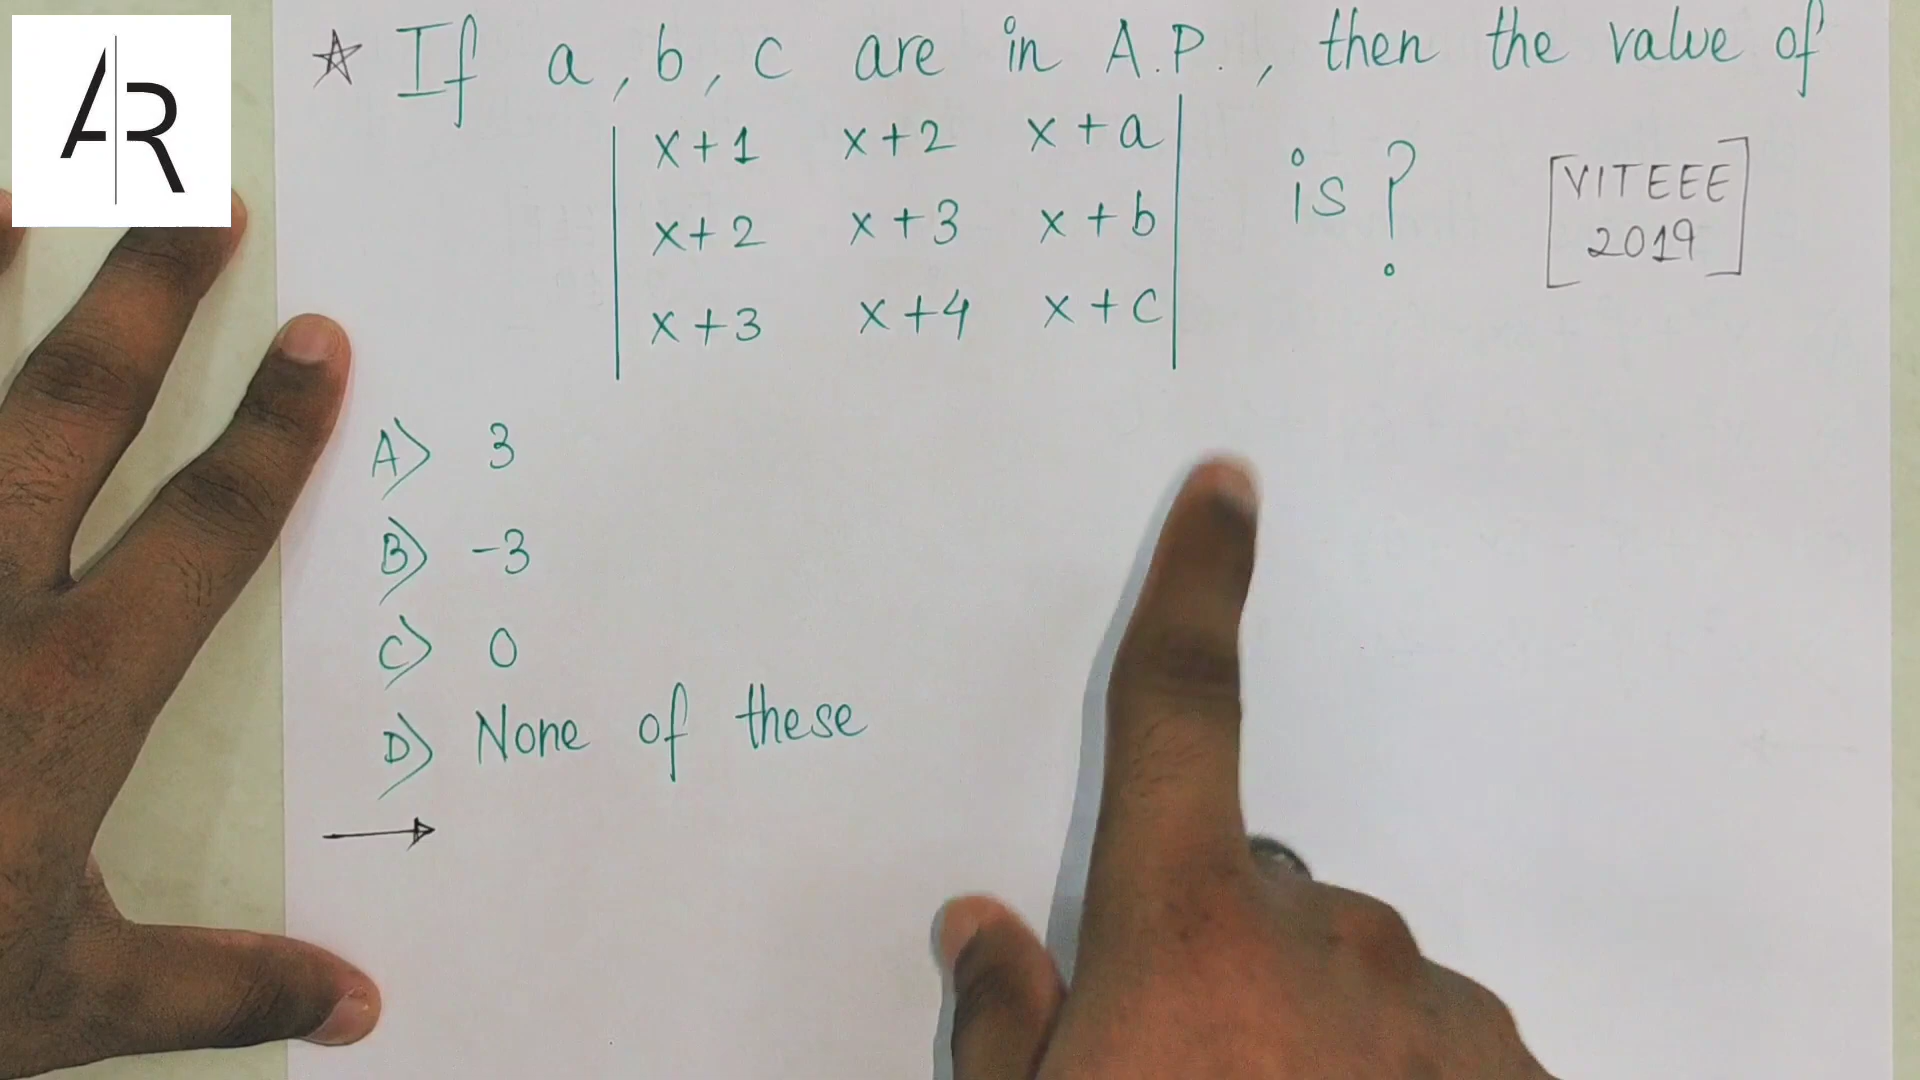 AR
☆ If a, b, c are in A.P., then the value of
| x+1 x+2 x+a |
| x+2 x+3 x+b | is ?
| x+3 x+4 x+c |
[VITEEE
2019]
A) 3
B) -3
C) 0
D) None of these
→